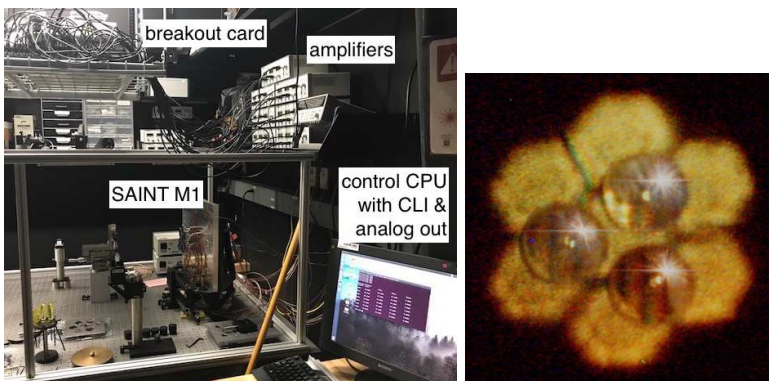 breakout card
amplifiers
SAINT M1
control CPU
with CLI &
analog out